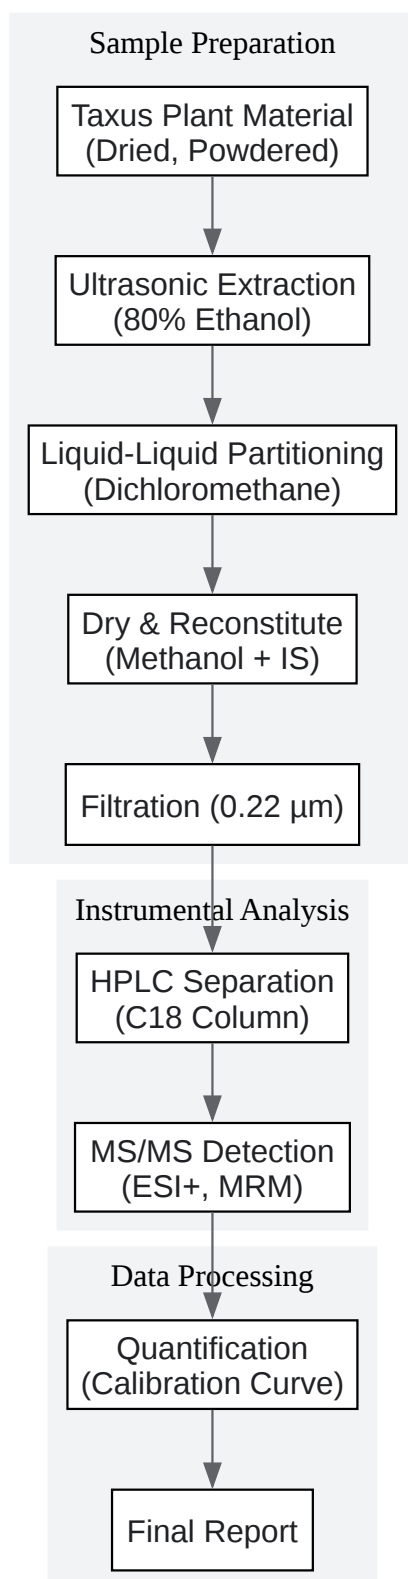 Sample Preparation
Taxus Plant Material
(Dried, Powdered)
Ultrasonic Extraction
(80% Ethanol)
Liquid-Liquid Partitioning
(Dichloromethane)
Dry & Reconstitute
(Methanol + IS)
Filtration (0.22 µm)
Instrumental Analysis
HPLC Separation
(C18 Column)
MS/MS Detection
(ESI+, MRM)
Data Processing
Quantification
(Calibration Curve)
Final Report